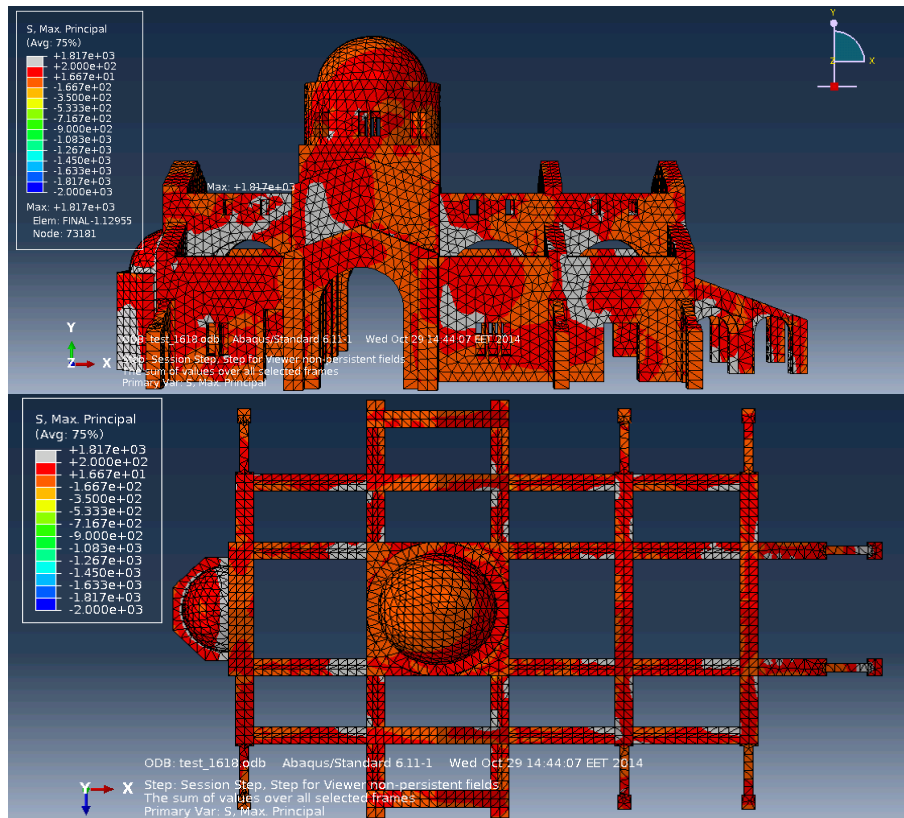 S, Max. Principal
(Avg: 75%)
+1.817e+03
+2.000e+02
+1.667e+01
-1.667e+02
-3.500e+02
-5.333e+02
-7.167e+02
-9.000e+02
-1.083e+03
-1.267e+03
-1.450e+03
-1.633e+03
-1.817e+03
-2.000e+03
Max: +1.817e+03
Elem: FINAL-1.12955
Node: 73181
Y
Z
X
Max: +1.817e+03
Y
Z
X
ODB: test_1618.odb Abaqus/Standard 6.11-1 Wed Oct 29 14:44:07 EET 2014
Step: Session Step, Step for Viewer non-persistent fields
The sum of values over all selected frames
Primary Var: S, Max. Principal
S, Max. Principal
(Avg: 75%)
+1.817e+03
+2.000e+02
+1.667e+01
-1.667e+02
-3.500e+02
-5.333e+02
-7.167e+02
-9.000e+02
-1.083e+03
-1.267e+03
-1.450e+03
-1.633e+03
-1.817e+03
-2.000e+03
ODB: test_1618.odb Abaqus/Standard 6.11-1 Wed Oct 29 14:44:07 EET 2014
Y
X
Step: Session Step, Step for Viewer non-persistent fields
The sum of values over all selected frames
Primary Var: S, Max. Principal